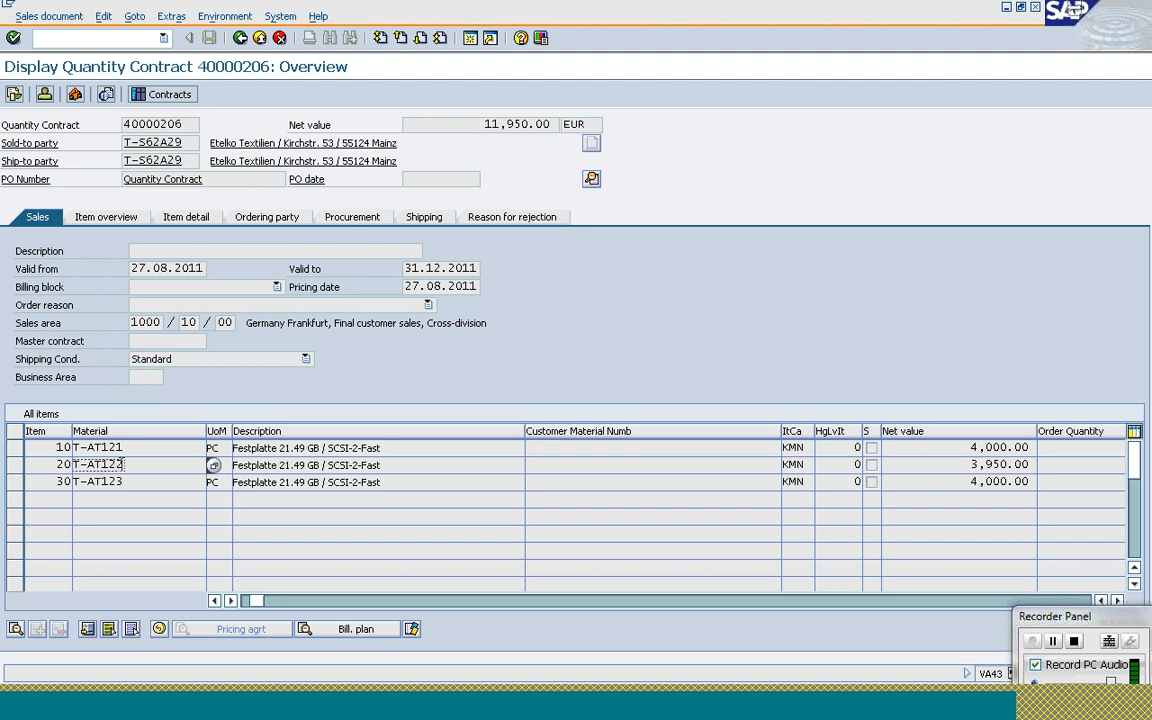 Sales document Edit Goto Extras Environment System Help
SAP
Display Quantity Contract 40000206: Overview
Contracts
Quantity Contract 40000206 Net value 11,950.00 EUR
Sold-to party T-S62A29 Etelko Textilien / Kirchstr. 53 / 55124 Mainz
Ship-to party T-S62A29 Etelko Textilien / Kirchstr. 53 / 55124 Mainz
PO Number Quantity Contract PO date
Sales Item overview Item detail Ordering party Procurement Shipping Reason for rejection
Description
Valid from 27.08.2011 Valid to 31.12.2011
Billing block Pricing date 27.08.2011
Order reason
Sales area 1000 / 10 / 00 Germany Frankfurt, Final customer sales, Cross-division
Master contract
Shipping Cond. Standard
Business Area
All items
Item Material UoM Description Customer Material Numb ItCa HgLvIt S Net value Order Quantity
10 T-AT121 PC Festplatte 21.49 GB / SCSI-2-Fast KMN 0 4,000.00
20 T-AT122 Festplatte 21.49 GB / SCSI-2-Fast KMN 0 3,950.00
30 T-AT123 PC Festplatte 21.49 GB / SCSI-2-Fast KMN 0 4,000.00
Pricing agrt Bill. plan
Recorder Panel
Record PC Audio
VA43